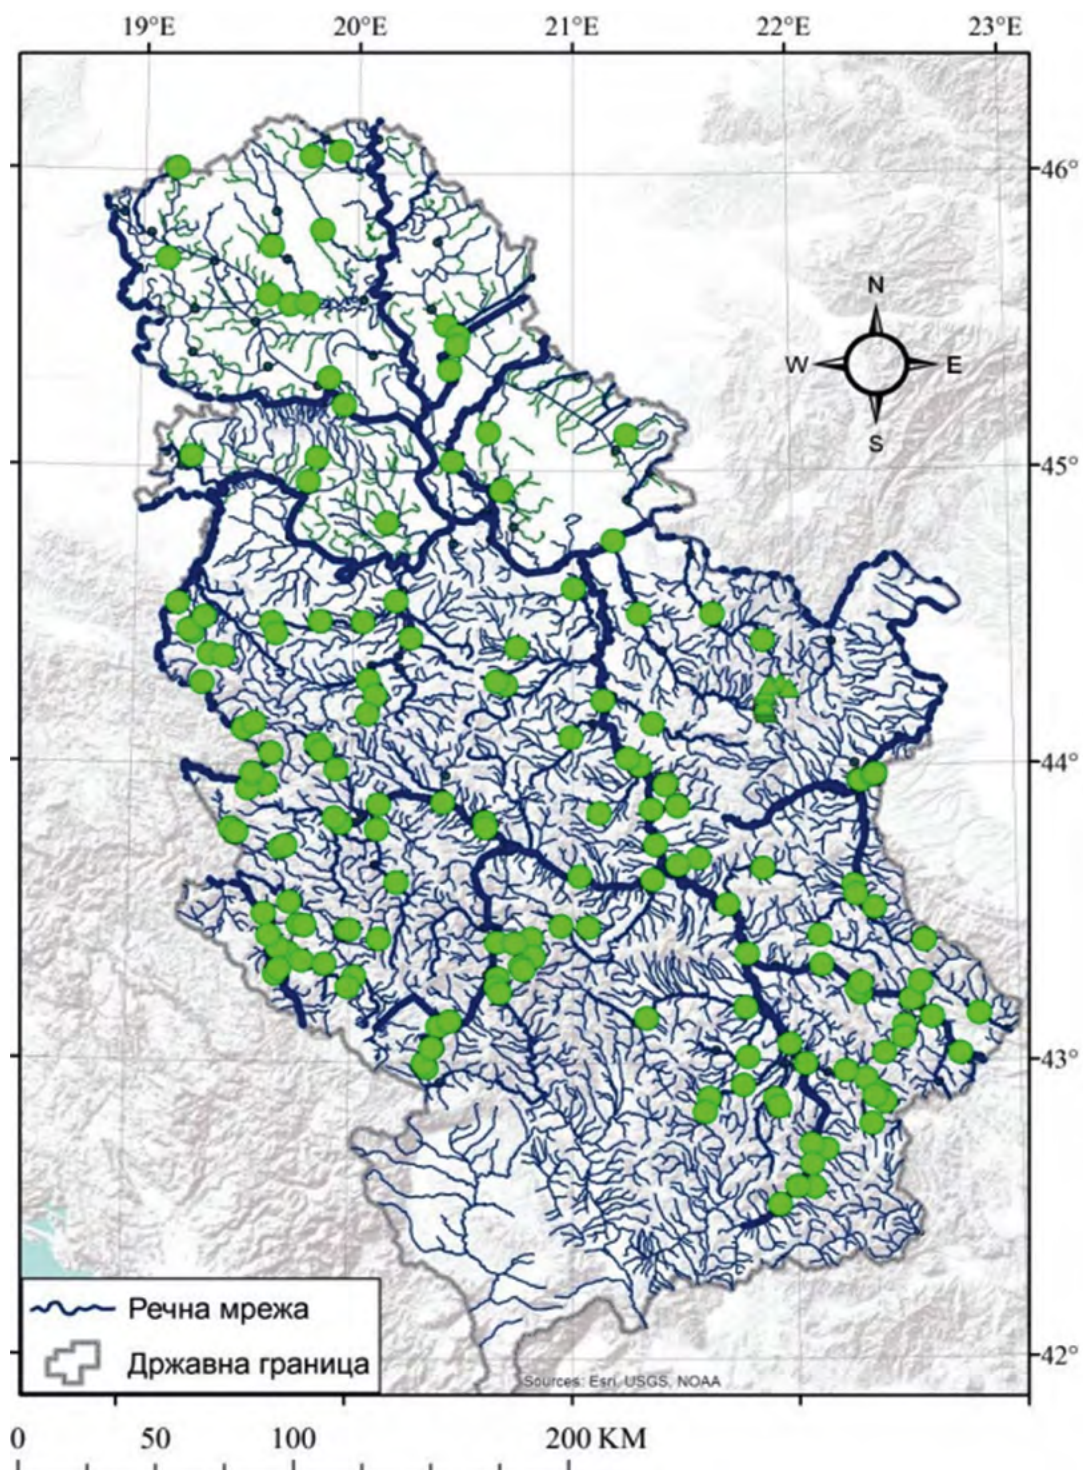 19°E 20°E 21°E 22°E 23°E
46°
N
W E
S
45°
44°
43°
Речна мрежа
Државна граница
42°
Sources: Esri, USGS, NOAA
0 50 100 200 KM